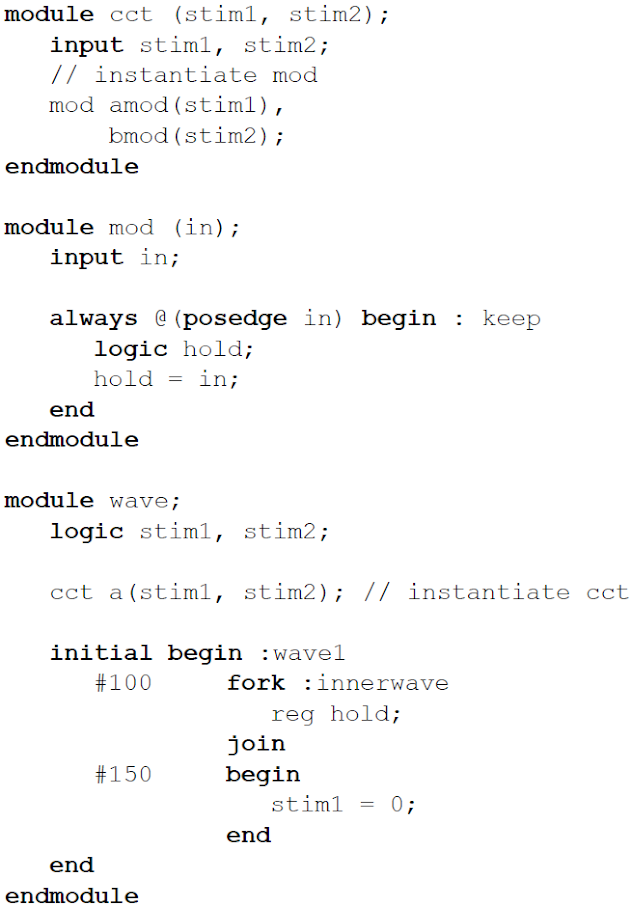 module cct (stim1, stim2);
   input stim1, stim2;
   // instantiate mod
   mod amod(stim1),
       bmod(stim2);
endmodule

module mod (in);
   input in;

   always @(posedge in) begin : keep
      logic hold;
      hold = in;
   end
endmodule

module wave;
   logic stim1, stim2;

   cct a(stim1, stim2); // instantiate cct

   initial begin :wave1
      #100     fork :innerwave
                  reg hold;
               join
      #150     begin
                  stim1 = 0;
               end
   end
endmodule